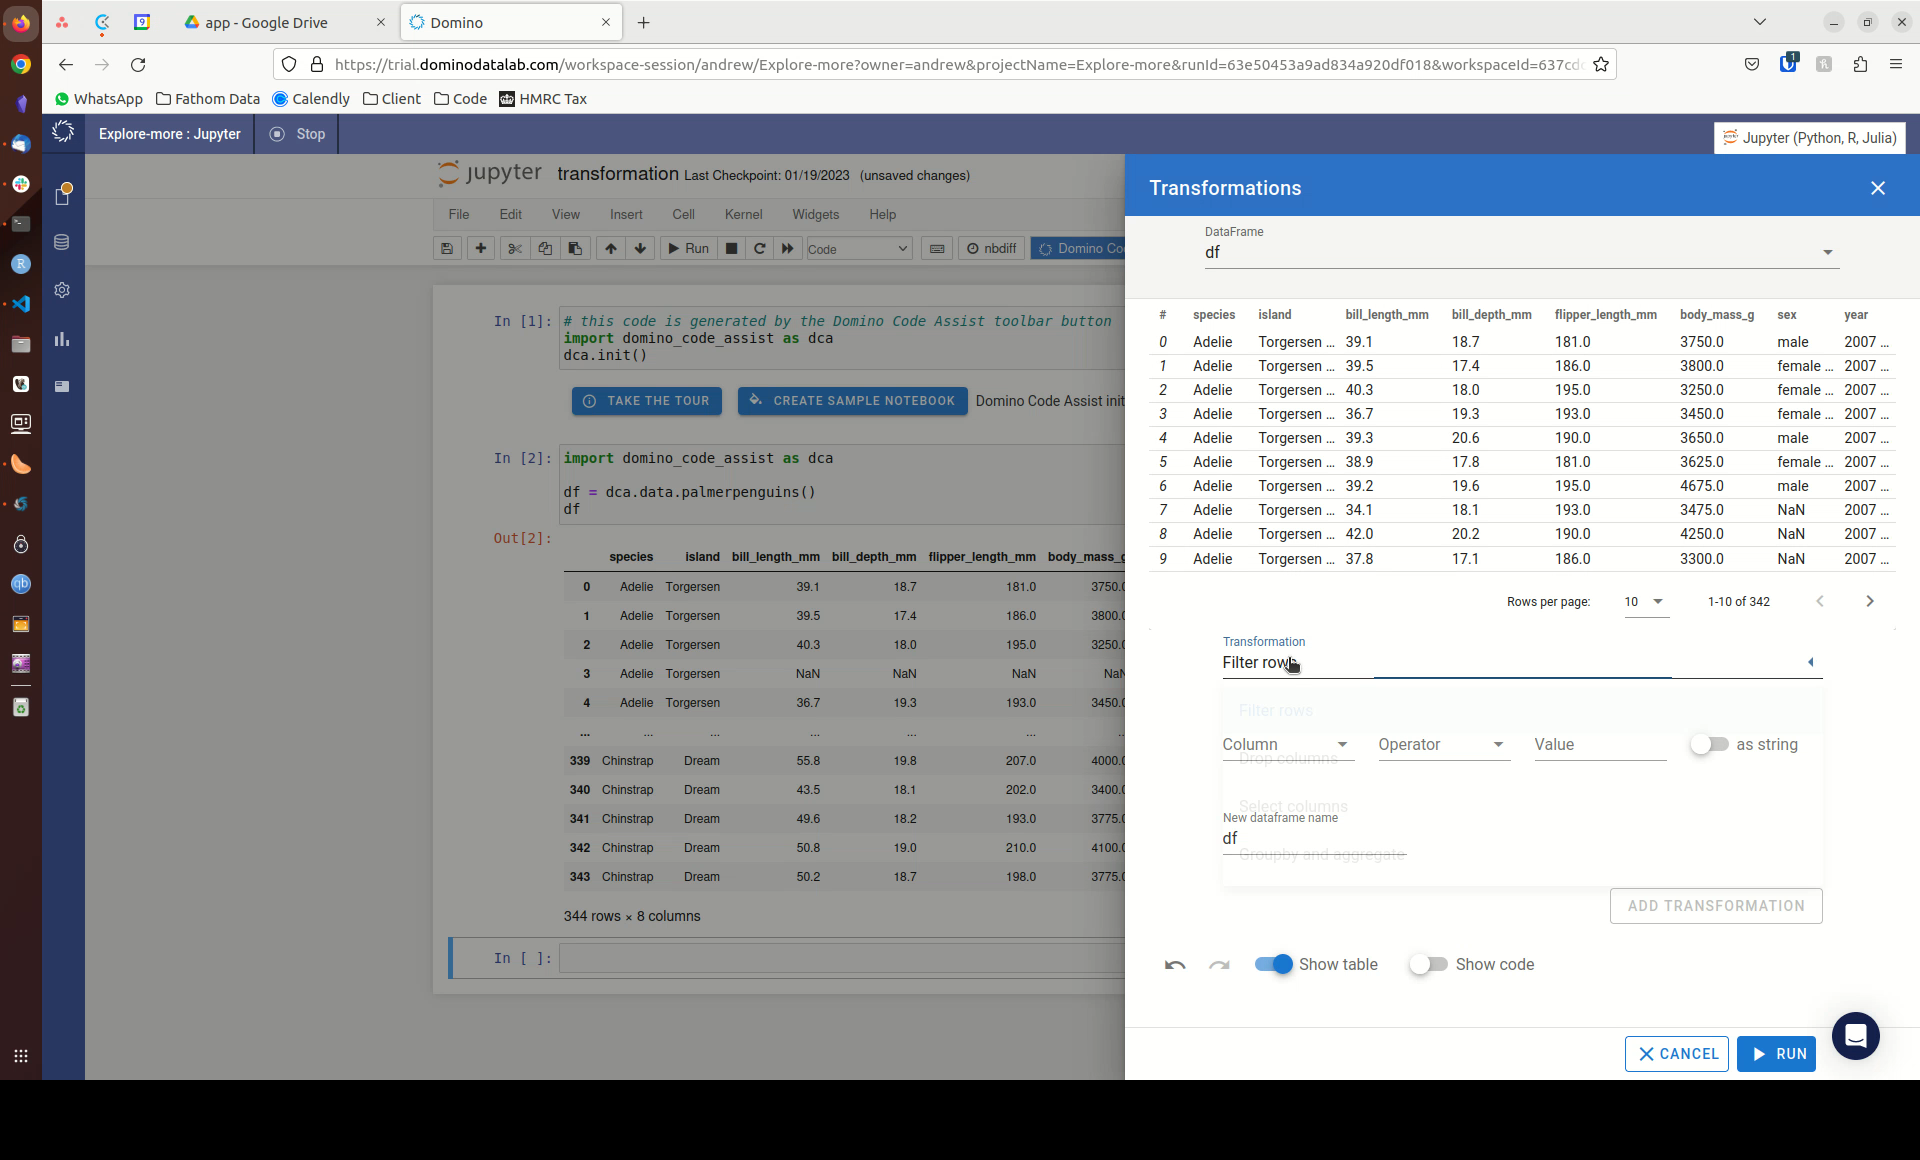 app - Google Drive
Domino
https://trial.dominodatalab.com/workspace-session/andrew/Explore-more?owner=andrew&projectName=Explore-more&runId=63e50453a9ad834a920df018&workspaceId=637cd
WhatsApp Fathom Data Calendly Client Code HMRC Tax
Explore-more : Jupyter Stop
Jupyter (Python, R, Julia)
jupyter transformation Last Checkpoint: 01/19/2023 (unsaved changes)
File Edit View Insert Cell Kernel Widgets Help
Run Code nbdiff Domino Co
In [1]: # this code is generated by the Domino Code Assist toolbar button
import domino_code_assist as dca
dca.init()
TAKE THE TOUR CREATE SAMPLE NOTEBOOK Domino Code Assist init
In [2]: import domino_code_assist as dca
df = dca.data.palmerpenguins()
df
Out[2]:
species island bill_length_mm bill_depth_mm flipper_length_mm body_mass_g
0 Adelie Torgersen 39.1 18.7 181.0 3750.0
1 Adelie Torgersen 39.5 17.4 186.0 3800.0
2 Adelie Torgersen 40.3 18.0 195.0 3250.0
3 Adelie Torgersen NaN NaN NaN NaN
4 Adelie Torgersen 36.7 19.3 193.0 3450.0
... ... ... ... ... ... ...
339 Chinstrap Dream 55.8 19.8 207.0 4000.0
340 Chinstrap Dream 43.5 18.1 202.0 3400.0
341 Chinstrap Dream 49.6 18.2 193.0 3775.0
342 Chinstrap Dream 50.8 19.0 210.0 4100.0
343 Chinstrap Dream 50.2 18.7 198.0 3775.0
344 rows × 8 columns
In [ ]:
Transformations
DataFrame
df
# species island bill_length_mm bill_depth_mm flipper_length_mm body_mass_g sex year
0 Adelie Torgersen ... 39.1 18.7 181.0 3750.0 male 2007 ...
1 Adelie Torgersen ... 39.5 17.4 186.0 3800.0 female ... 2007 ...
2 Adelie Torgersen ... 40.3 18.0 195.0 3250.0 female ... 2007 ...
3 Adelie Torgersen ... 36.7 19.3 193.0 3450.0 female ... 2007 ...
4 Adelie Torgersen ... 39.3 20.6 190.0 3650.0 male 2007 ...
5 Adelie Torgersen ... 38.9 17.8 181.0 3625.0 female ... 2007 ...
6 Adelie Torgersen ... 39.2 19.6 195.0 4675.0 male 2007 ...
7 Adelie Torgersen ... 34.1 18.1 193.0 3475.0 NaN 2007 ...
8 Adelie Torgersen ... 42.0 20.2 190.0 4250.0 NaN 2007 ...
9 Adelie Torgersen ... 37.8 17.1 186.0 3300.0 NaN 2007 ...
Rows per page: 10 1-10 of 342
Transformation
Filter rows
Filter rows
Column Operator Value as string
Drop columns
Select columns
New dataframe name
df
Groupby and aggregate
ADD TRANSFORMATION
Show table Show code
CANCEL RUN